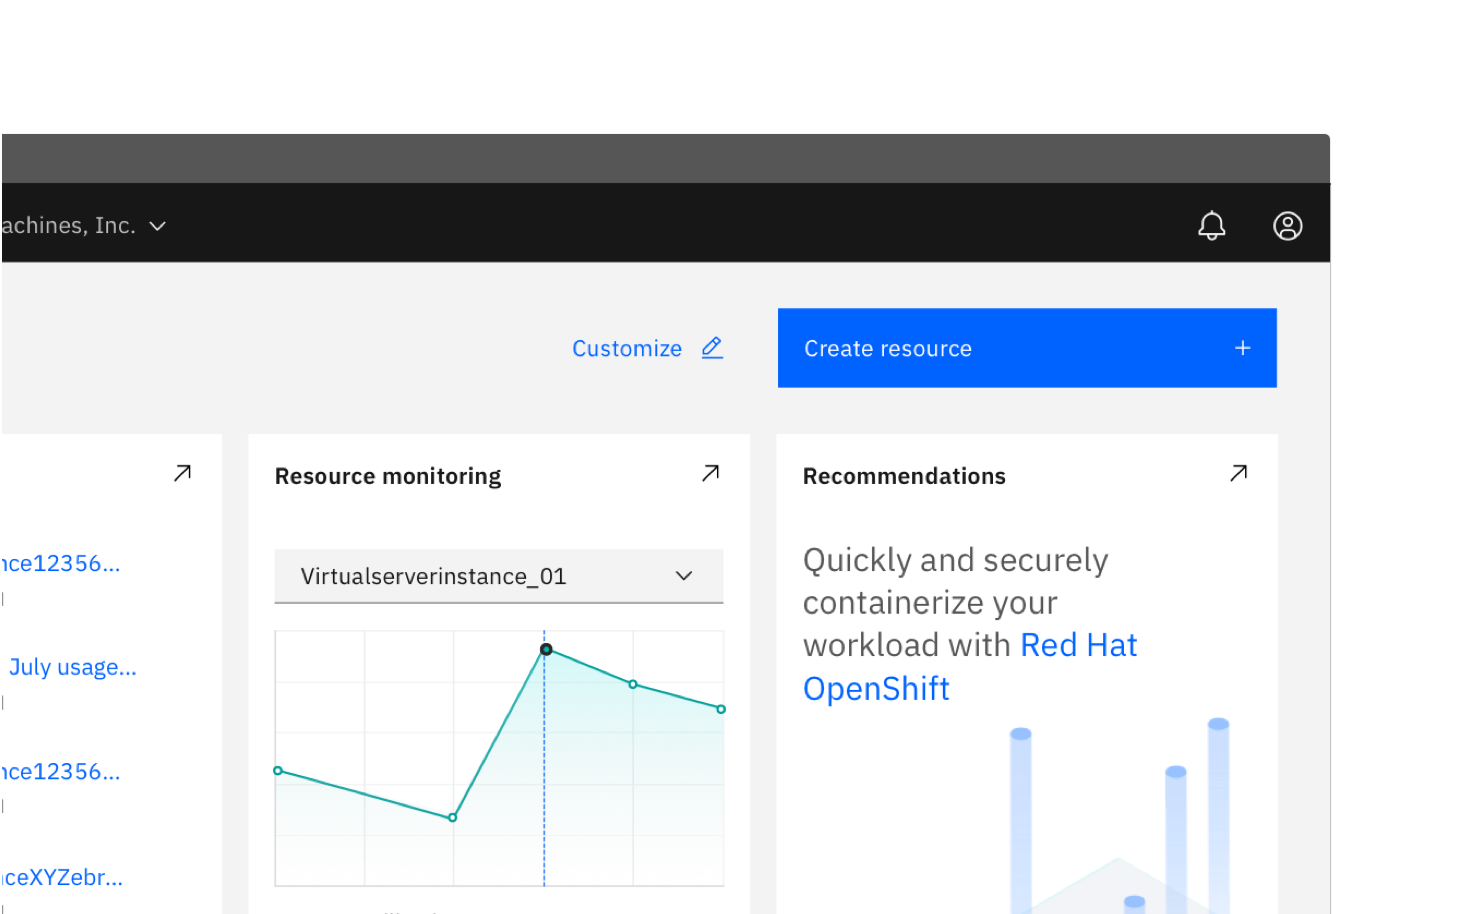 achines, Inc.
Customize
Create resource
Resource monitoring
Recommendations
nce12356...
July usage...
nce12356...
ceXYZebr...
Virtualserverinstance_01
Quickly and securely
containerize your
workload with Red Hat
OpenShift